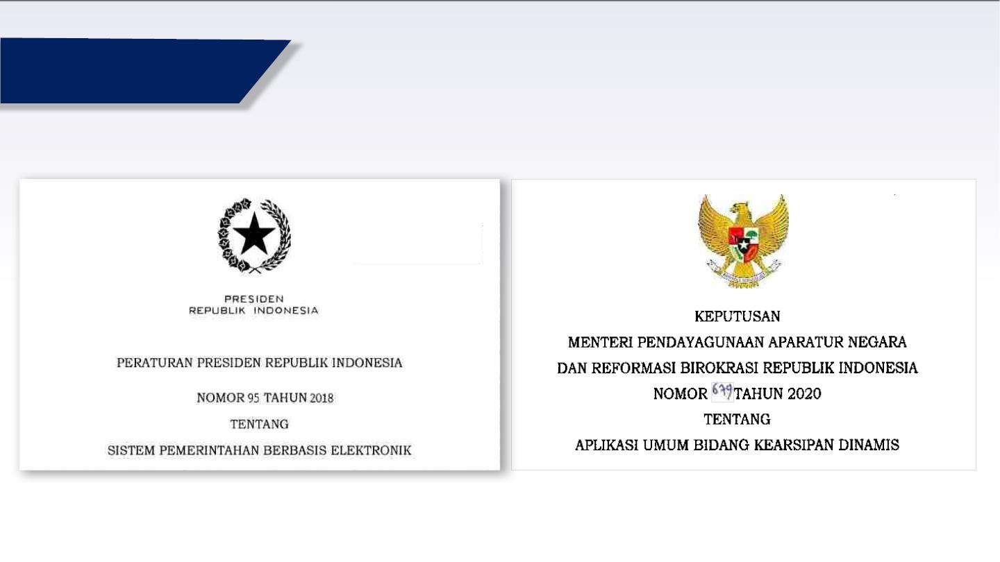 PRESIDEN
REPUBLIK INDONESIA
PERATURAN PRESIDEN REPUBLIK INDONESIA
NOMOR 95 TAHUN 2018
TENTANG
SISTEM PEMERINTAHAN BERBASIS ELEKTRONIK
KEPUTUSAN
MENTERI PENDAYAGUNAAN APARATUR NEGARA
DAN REFORMASI BIROKRASI REPUBLIK INDONESIA
NOMOR 679 TAHUN 2020
TENTANG
APLIKASI UMUM BIDANG KEARSIPAN DINAMIS